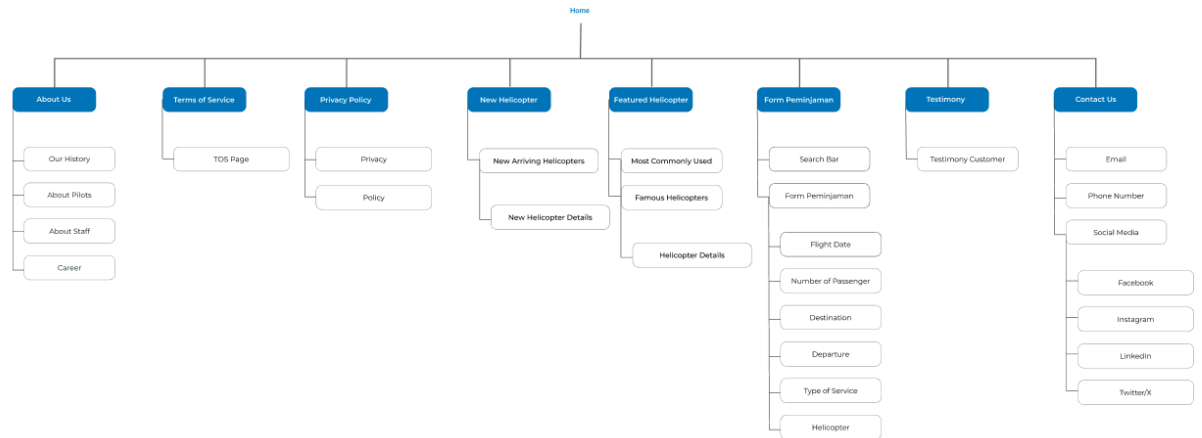 Home
About Us
Terms of Service
Privacy Policy
New Helicopter
Featured Helicopter
Form Peminjaman
Testimony
Contact Us
Our History
About Pilots
About Staff
Career
TOS Page
Privacy
Policy
New Arriving Helicopters
New Helicopter Details
Most Commonly Used
Famous Helicopters
Helicopter Details
Search Bar
Form Peminjaman
Flight Date
Number of Passenger
Destination
Departure
Type of Service
Helicopter
Testimony Customer
Email
Phone Number
Social Media
Facebook
Instagram
LinkedIn
Twitter/X